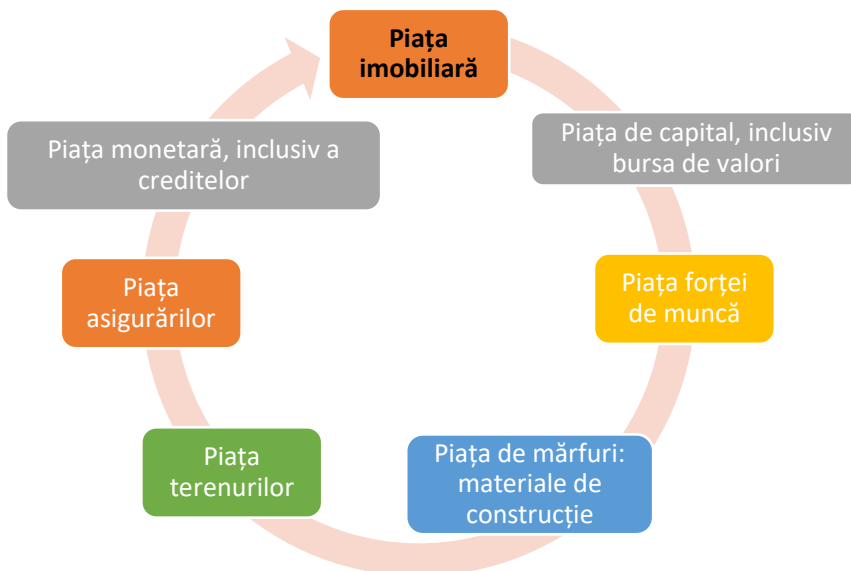 Piața
imobiliară
Piața de capital, inclusiv
bursa de valori
Piața forței
de muncă
Piața de mărfuri:
materiale de
construcție
Piața
terenurilor
Piața
asigurărilor
Piața monetară, inclusiv a
creditelor